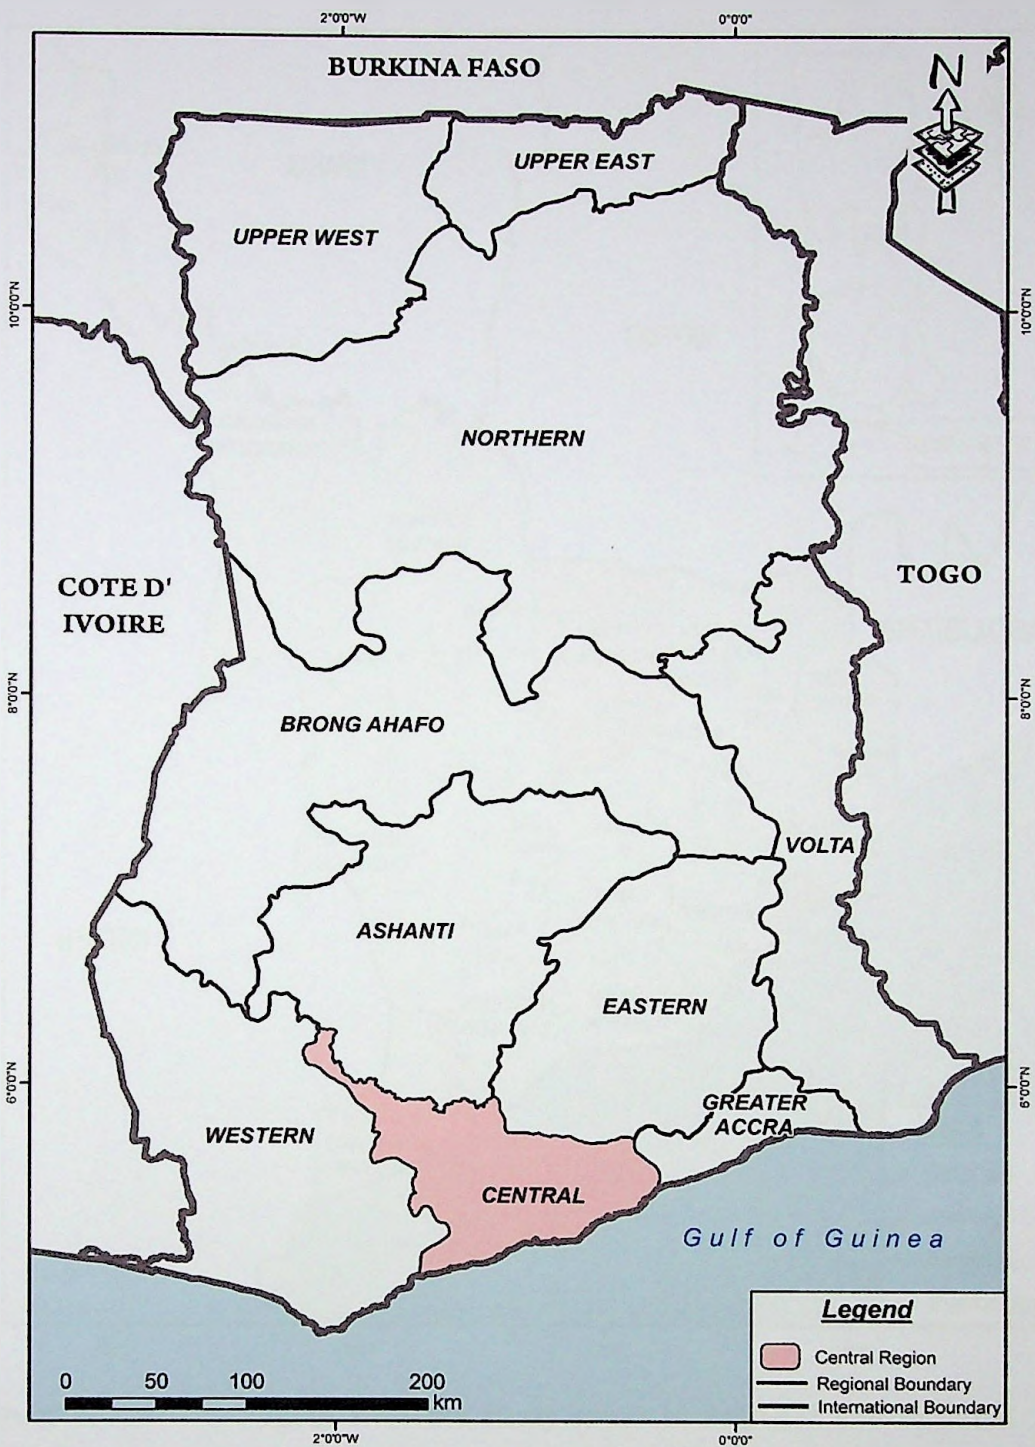 2°0'0"W
0°0'0"
BURKINA FASO
N
UPPER EAST
UPPER WEST
10°0'0"N
10°0'0"N
NORTHERN
COTE D'
IVOIRE
TOGO
8°0'0"N
8°0'0"N
BRONG AHAFO
VOLTA
ASHANTI
EASTERN
6°0'0"N
6°0'0"N
GREATER
ACCRA
WESTERN
CENTRAL
Gulf of Guinea
Legend
Central Region
Regional Boundary
International Boundary
0 50 100 200
km
2°0'0"W
0°0'0"